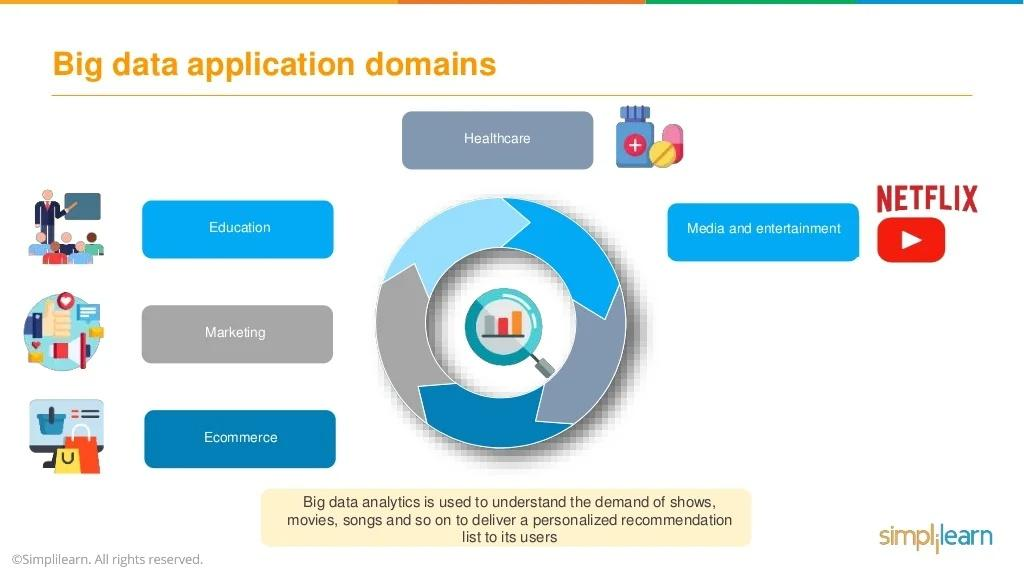 Big data application domains
Healthcare
NETFLIX
Education
Media and entertainment
Marketing
Ecommerce
Big data analytics is used to understand the demand of shows,
movies, songs and so on to deliver a personalized recommendation
list to its users
simplilearn
©Simplilearn. All rights reserved.